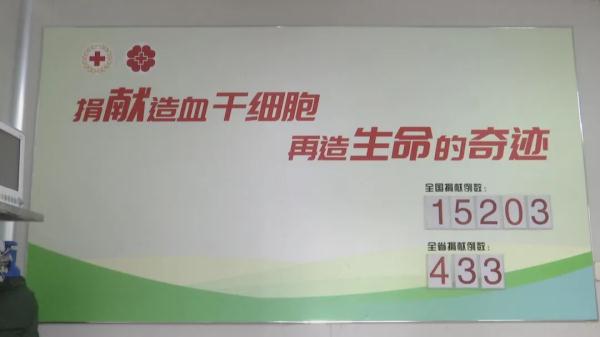 捐献造血干细胞
再造生命的奇迹
全国捐献例数：
15203
全省捐献例数：
433